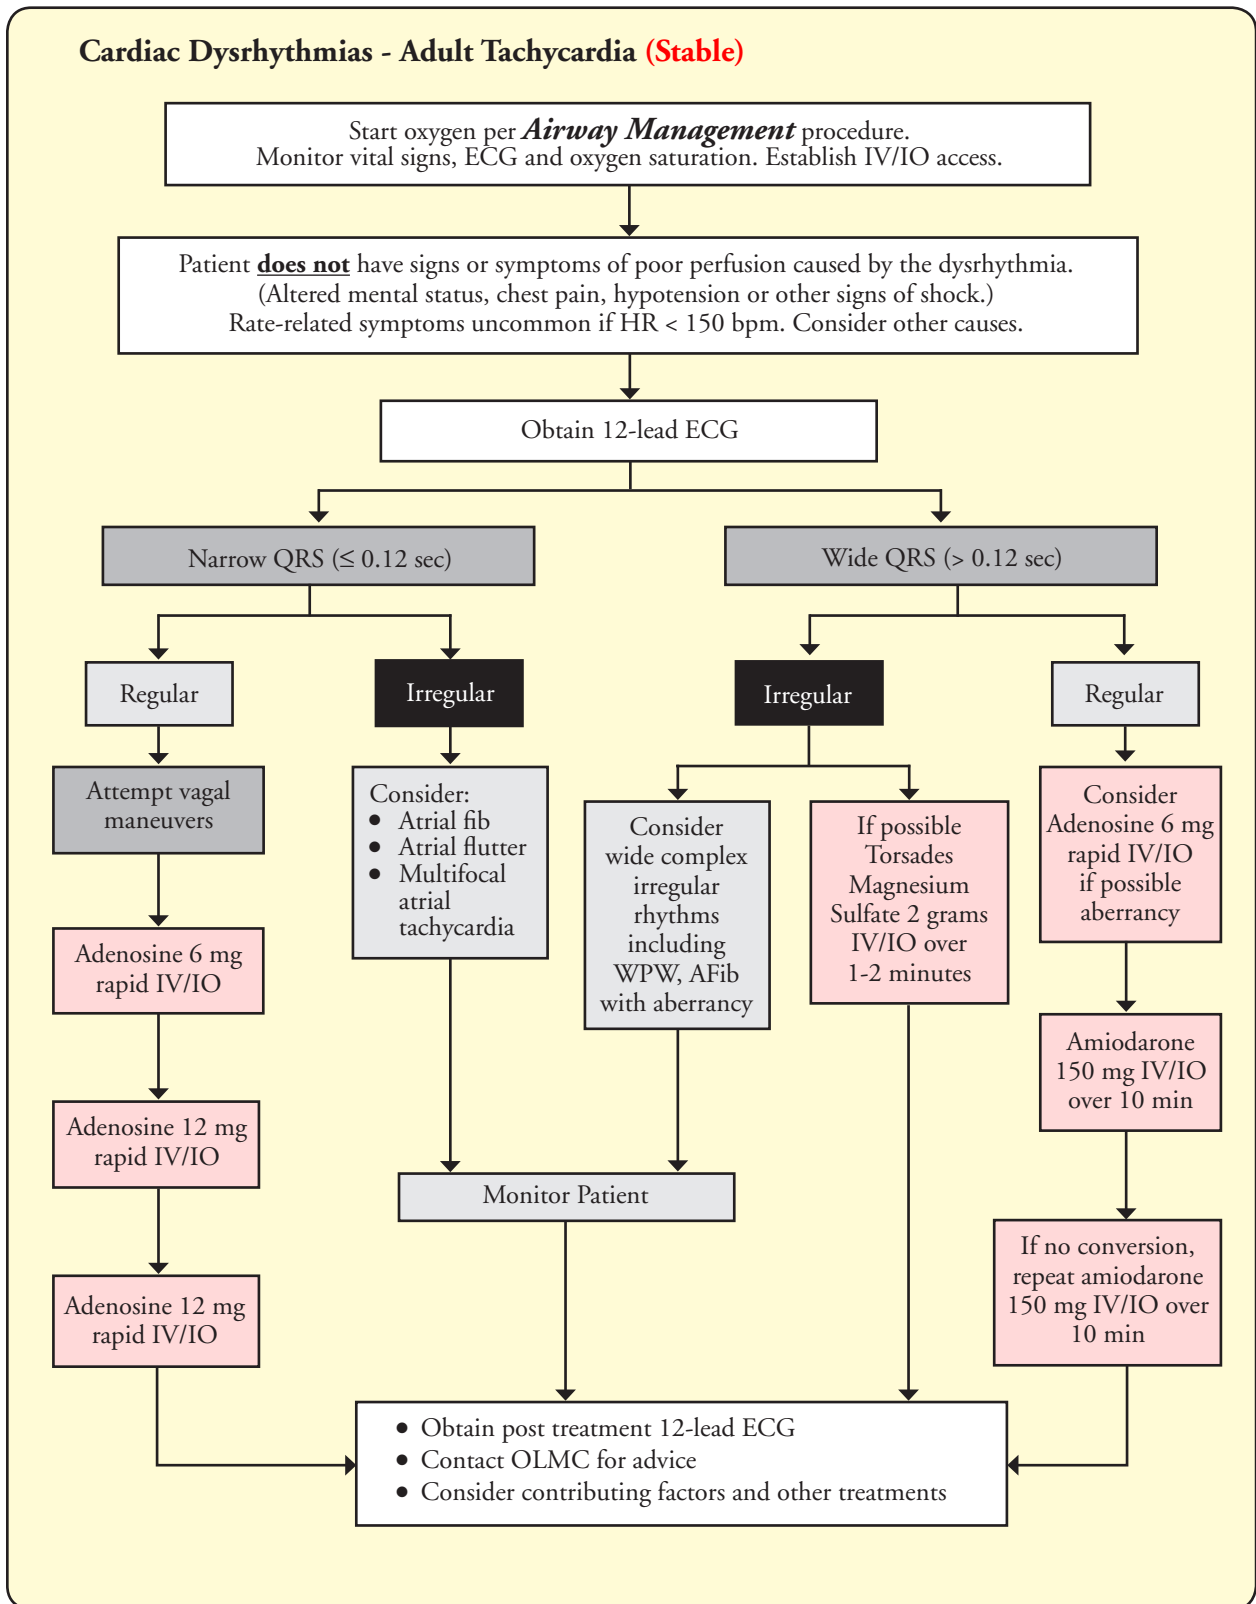 Cardiac Dysrhythmias - Adult Tachycardia (Stable)
Start oxygen per Airway Management procedure.
Monitor vital signs, ECG and oxygen saturation. Establish IV/IO access.
Patient does not have signs or symptoms of poor perfusion caused by the dysrhythmia.
(Altered mental status, chest pain, hypotension or other signs of shock.)
Rate-related symptoms uncommon if HR < 150 bpm. Consider other causes.
Obtain 12-lead ECG
Narrow QRS (≤ 0.12 sec)
Wide QRS (> 0.12 sec)
Regular
Irregular
Irregular
Regular
Attempt vagal
maneuvers
Adenosine 6 mg
rapid IV/IO
Adenosine 12 mg
rapid IV/IO
Adenosine 12 mg
rapid IV/IO
Consider:
• Atrial fib
• Atrial flutter
• Multifocal
atrial
tachycardia
Consider
wide complex
irregular
rhythms
including
WPW, AFib
with aberrancy
If possible
Torsades
Magnesium
Sulfate 2 grams
IV/IO over
1-2 minutes
Consider
Adenosine 6 mg
rapid IV/IO
if possible
aberrancy
Amiodarone
150 mg IV/IO
over 10 min
If no conversion,
repeat amiodarone
150 mg IV/IO over
10 min
Monitor Patient
• Obtain post treatment 12-lead ECG
• Contact OLMC for advice
• Consider contributing factors and other treatments